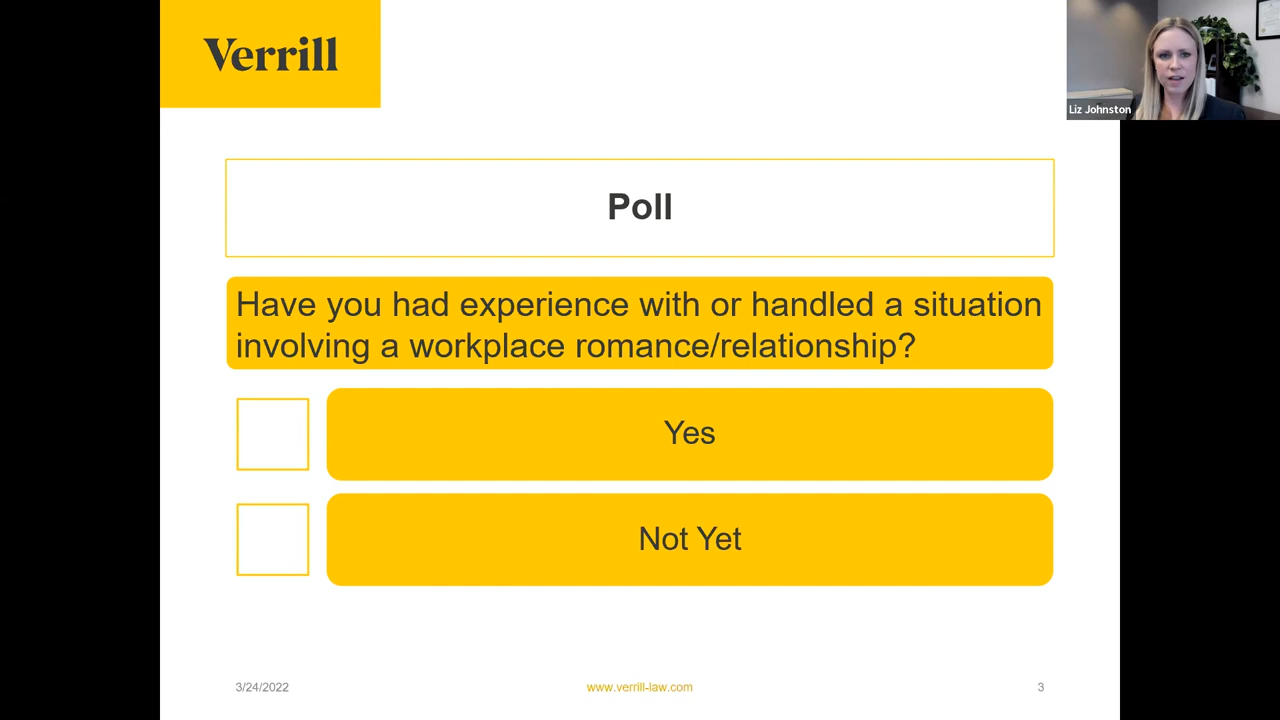 Verrill
Liz Johnston
Poll
Have you had experience with or handled a situation
involving a workplace romance/relationship?
Yes
Not Yet
3/24/2022
www.verrill-law.com
3